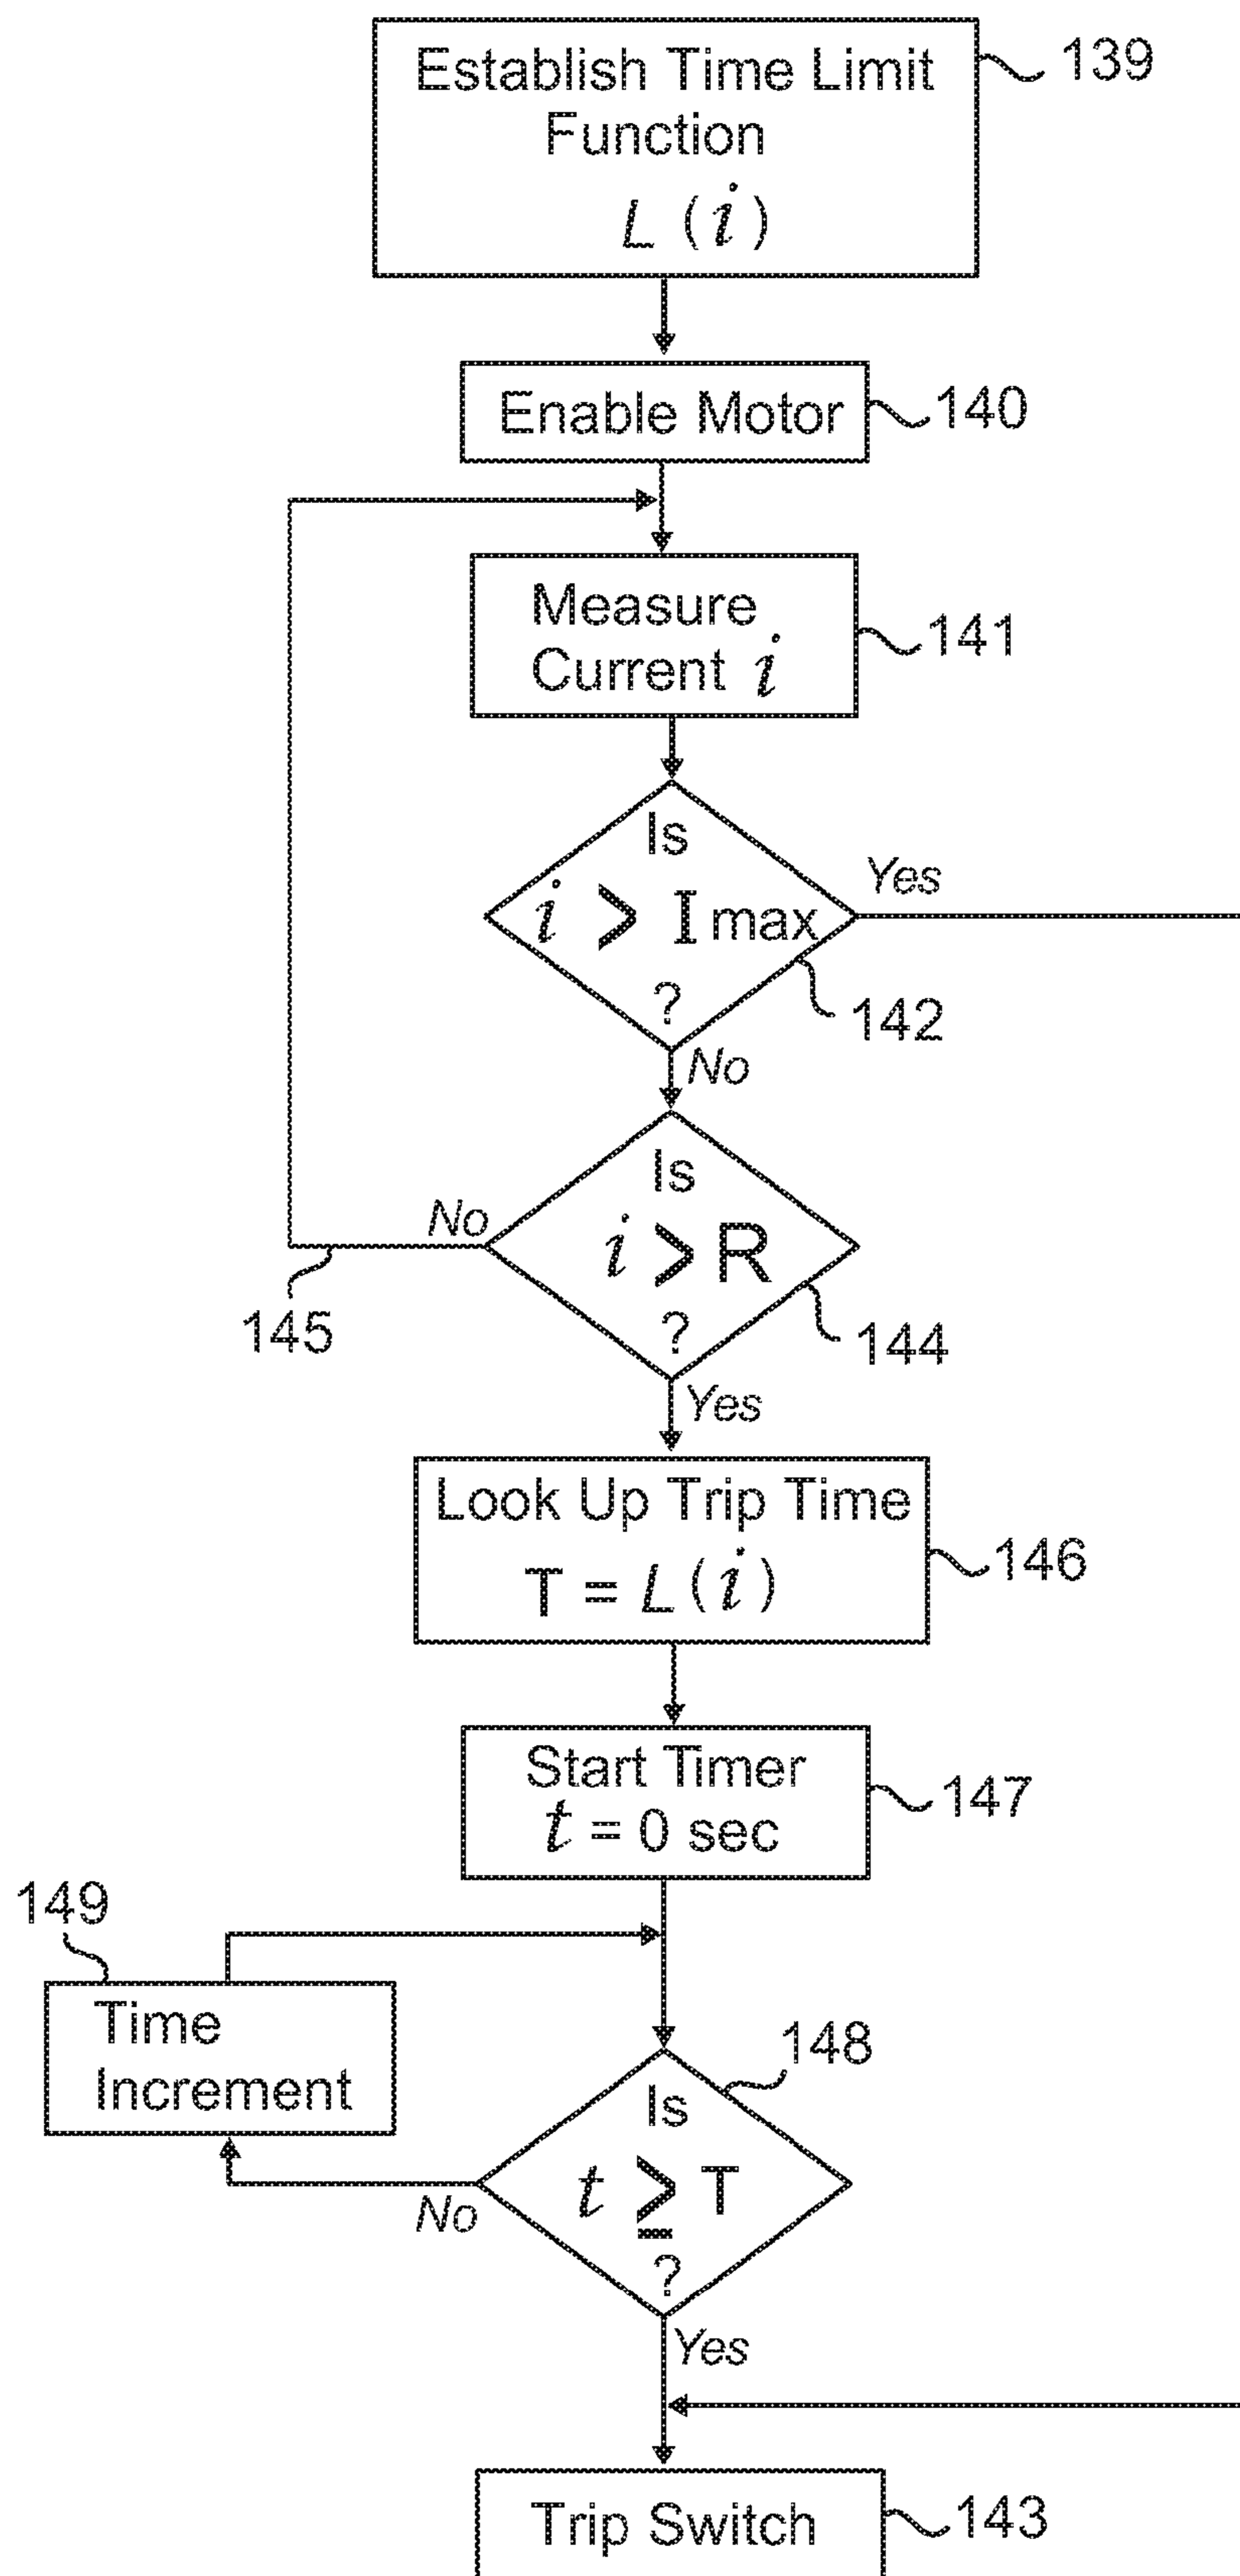 Establish Time Limit
Function
L (i)
139
Enable Motor
140
Measure
Current i
141
Is
i > I max
?
Yes
142
No
Is
i > R
?
No
145
144
Yes
Look Up Trip Time
T = L(i)
146
Start Timer
t = 0 sec
147
149
Time
Increment
148
Is
t ≥ T
?
No
Yes
Trip Switch
143